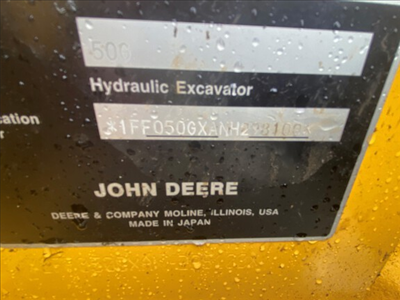 50G
Hydraulic Excavator
cation
r
JOHN DEERE
DEERE & COMPANY MOLINE, ILLINOIS, USA
MADE IN JAPAN